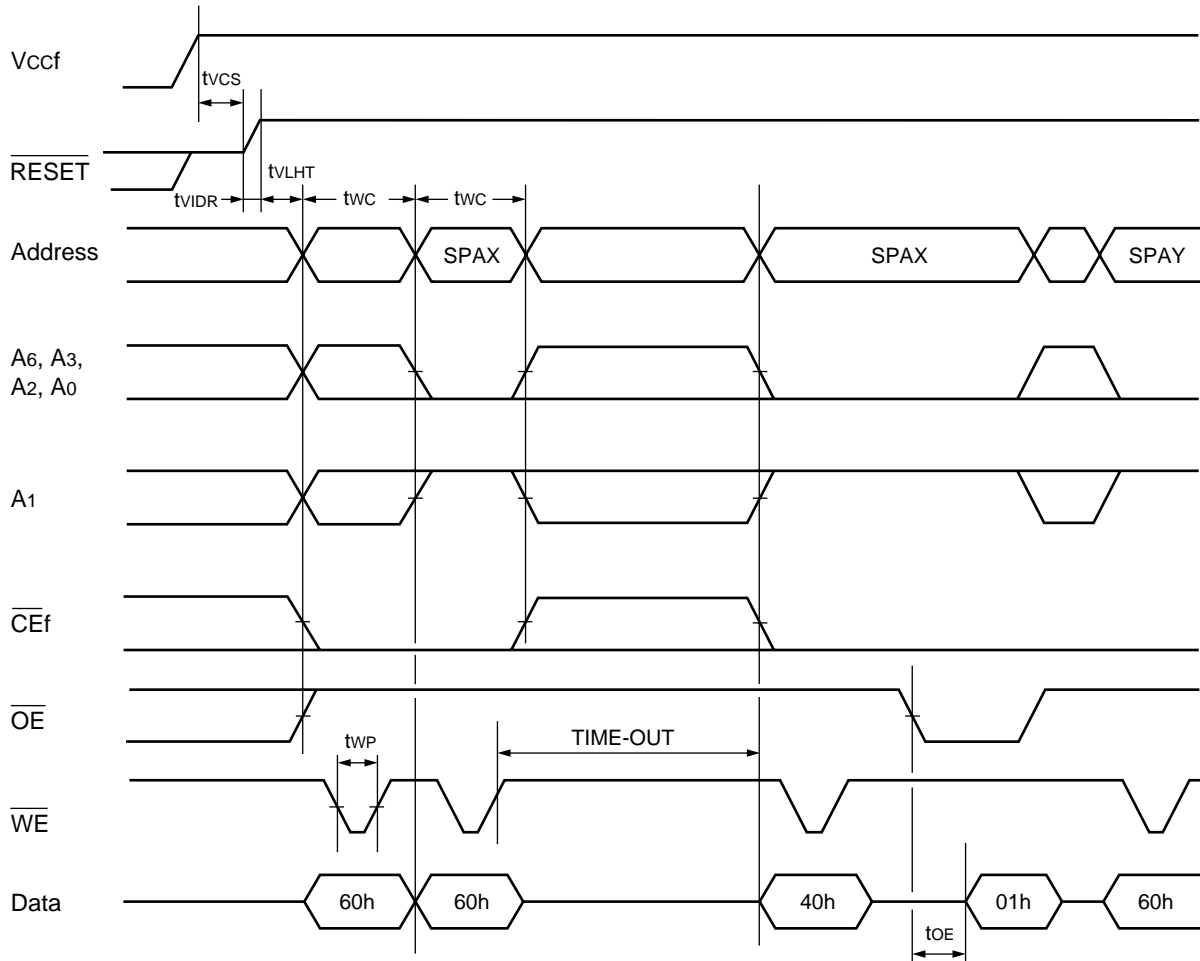 VCCf
tVCS
RESET
tVLHT
tVIDR
tWC
tWC
Address
SPAX
SPAX
SPAY
A6, A3,
A2, A0
A1
CEf
OE
tWP
TIME-OUT
WE
Data
60h
60h
40h
01h
60h
tOE